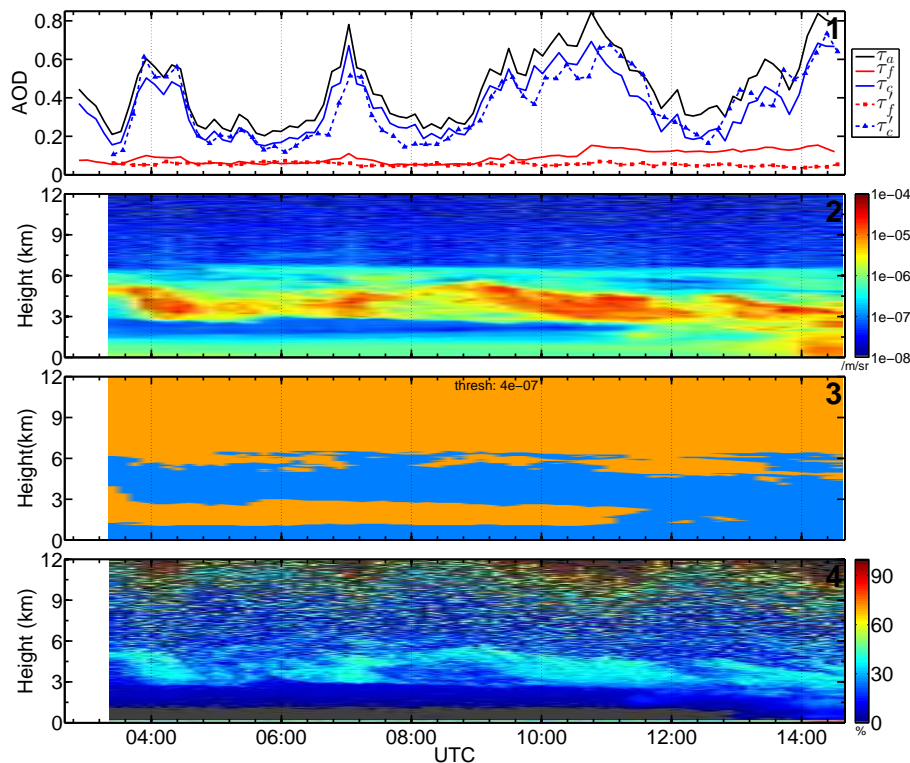 0.8
0.6
0.4
0.2
0
AOD
1
τa
τf
τc
τ'f
τ'c
12
9
6
3
0
Height (km)
2
1e−04
1e−05
1e−06
1e−07
1e−08
/m/sr
12
9
6
3
0
Height(km)
thresh: 4e−07
3
12
9
6
3
0
Height (km)
4
90
60
30
0
%
04:00 06:00 08:00 10:00 12:00 14:00
UTC